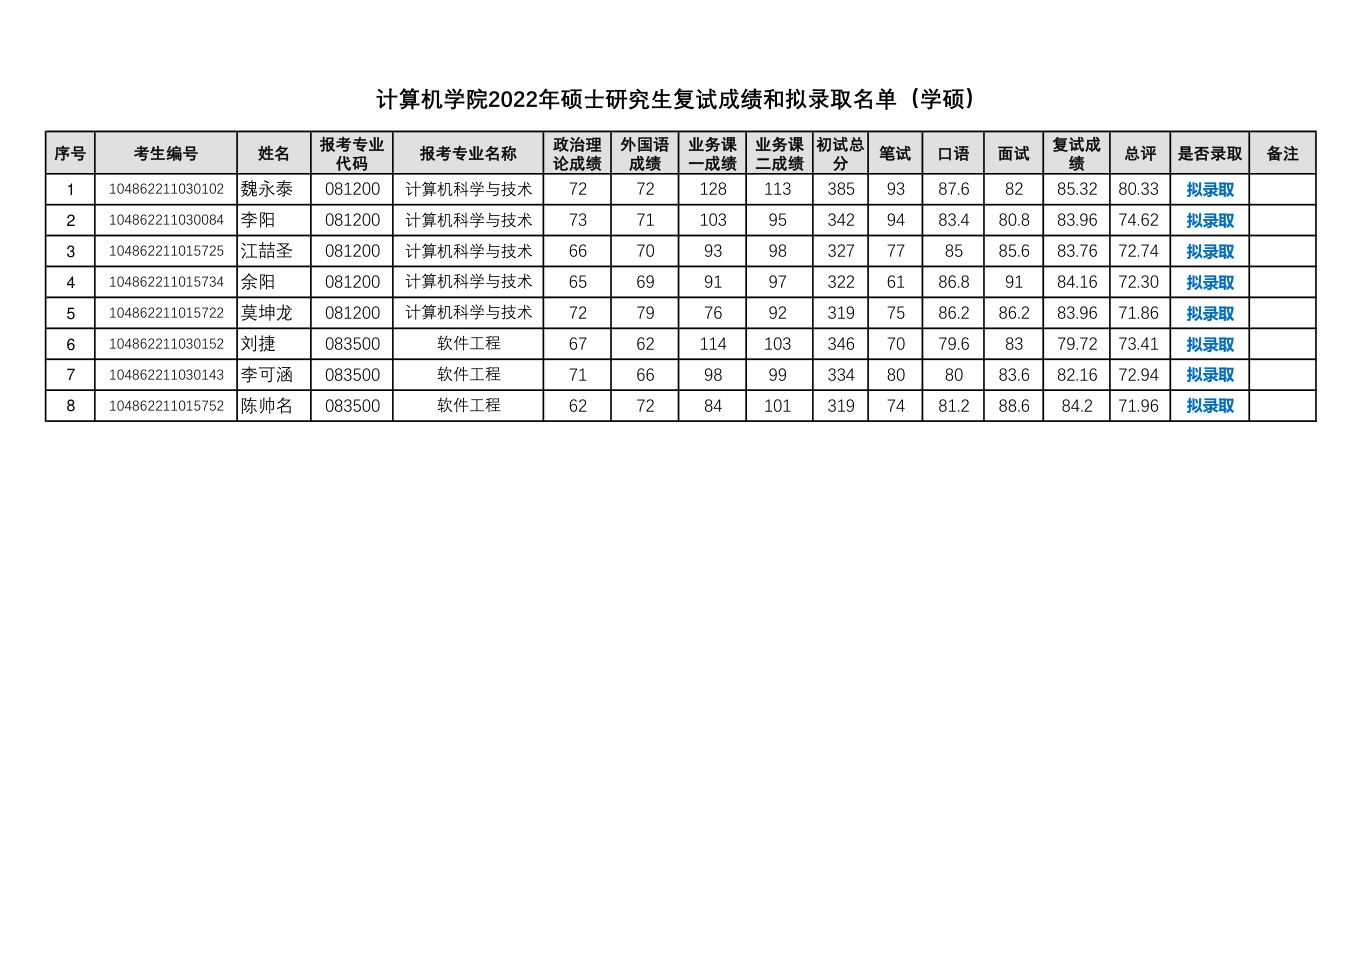 计算机学院2022年硕士研究生复试成绩和拟录取名单（学硕）
序号 考生编号 姓名 报考专业代码 报考专业名称 政治理论成绩 外国语成绩 业务课一成绩 业务课二成绩 初试总分 笔试 口语 面试 复试成绩 总评 是否录取 备注
1 104862211030102 魏永泰 081200 计算机科学与技术 72 72 128 113 385 93 87.6 82 85.32 80.33 拟录取
2 104862211030084 李阳 081200 计算机科学与技术 73 71 103 95 342 94 83.4 80.8 83.96 74.62 拟录取
3 104862211015725 江喆圣 081200 计算机科学与技术 66 70 93 98 327 77 85 85.6 83.76 72.74 拟录取
4 104862211015734 余阳 081200 计算机科学与技术 65 69 91 97 322 61 86.8 91 84.16 72.30 拟录取
5 104862211015722 莫坤龙 081200 计算机科学与技术 72 79 76 92 319 75 86.2 86.2 83.96 71.86 拟录取
6 104862211030152 刘捷 083500 软件工程 67 62 114 103 346 70 79.6 83 79.72 73.41 拟录取
7 104862211030143 李可涵 083500 软件工程 71 66 98 99 334 80 80 83.6 82.16 72.94 拟录取
8 104862211015752 陈帅名 083500 软件工程 62 72 84 101 319 74 81.2 88.6 84.2 71.96 拟录取